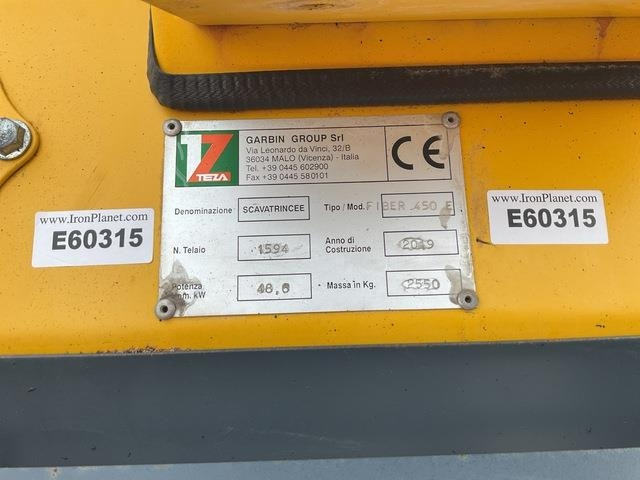 TZ
TEZA
GARBIN GROUP Srl
Via Leonardo da Vinci, 32/B
36034 MALO (Vicenza) - Italia
Tel. +39 0445 602900
Fax +39 0445 580101
CE
Denominazione SCAVATRINCEE Tipo / Mod. FIBER 450 E
N. Telaio 1594 Anno di Costruzione 2019
Potenza kW 48,6 Massa in Kg. 2550
www.IronPlanet.com
E60315
www.IronPlanet.com
E60315